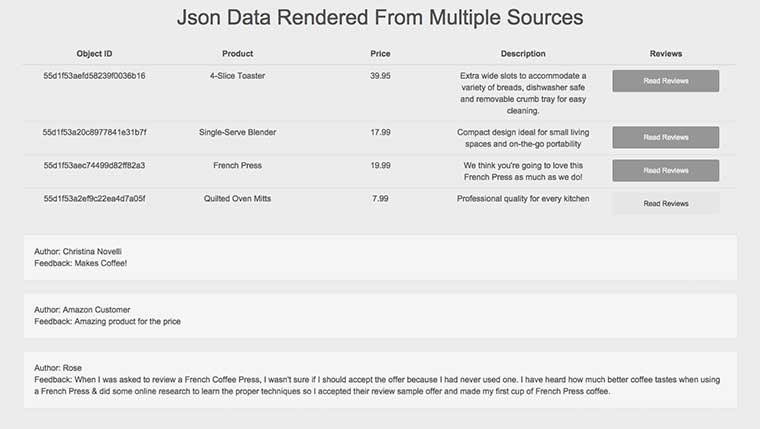 Json Data Rendered From Multiple Sources
Object ID Product Price Description Reviews
55d1f53aefd58239f0036b16 4-Slice Toaster 39.95 Extra wide slots to accommodate a Read Reviews
variety of breads, dishwasher safe
and removable crumb tray for easy
cleaning.
55d1f53a20c8977841e31b7f Single-Serve Blender 17.99 Compact design ideal for small living Read Reviews
spaces and on-the-go portability
55d1f53aec74499d82ff82a3 French Press 19.99 We think you're going to love this Read Reviews
French Press as much as we do!
55d1f53a2ef9c22ea4d7a05f Quilted Oven Mitts 7.99 Professional quality for every kitchen Read Reviews
Author: Christina Novelli
Feedback: Makes Coffee!
Author: Amazon Customer
Feedback: Amazing product for the price
Author: Rose
Feedback: When I was asked to review a French Coffee Press, I wasn't sure if I should accept the offer because I had never used one. I have heard how much better coffee tastes when using
a French Press & did some online research to learn the proper techniques so I accepted their review sample offer and made my first cup of French Press coffee.